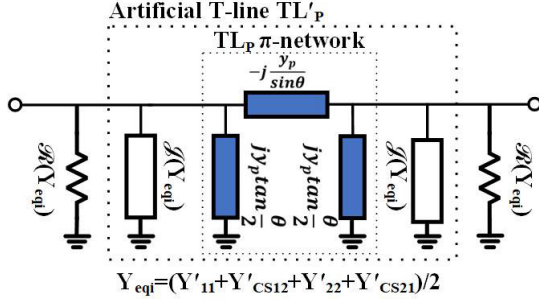 Artificial T-line TL'P
TLP π-network
-j yp/sinθ
ℛ(Yeqi)
ℐ(Yeqi)
jyp tan θ/2
jyp tan θ/2
ℐ(Yeqi)
ℛ(Yeqi)
Yeqi=(Y'11+Y'CS12+Y'22+Y'CS21)/2